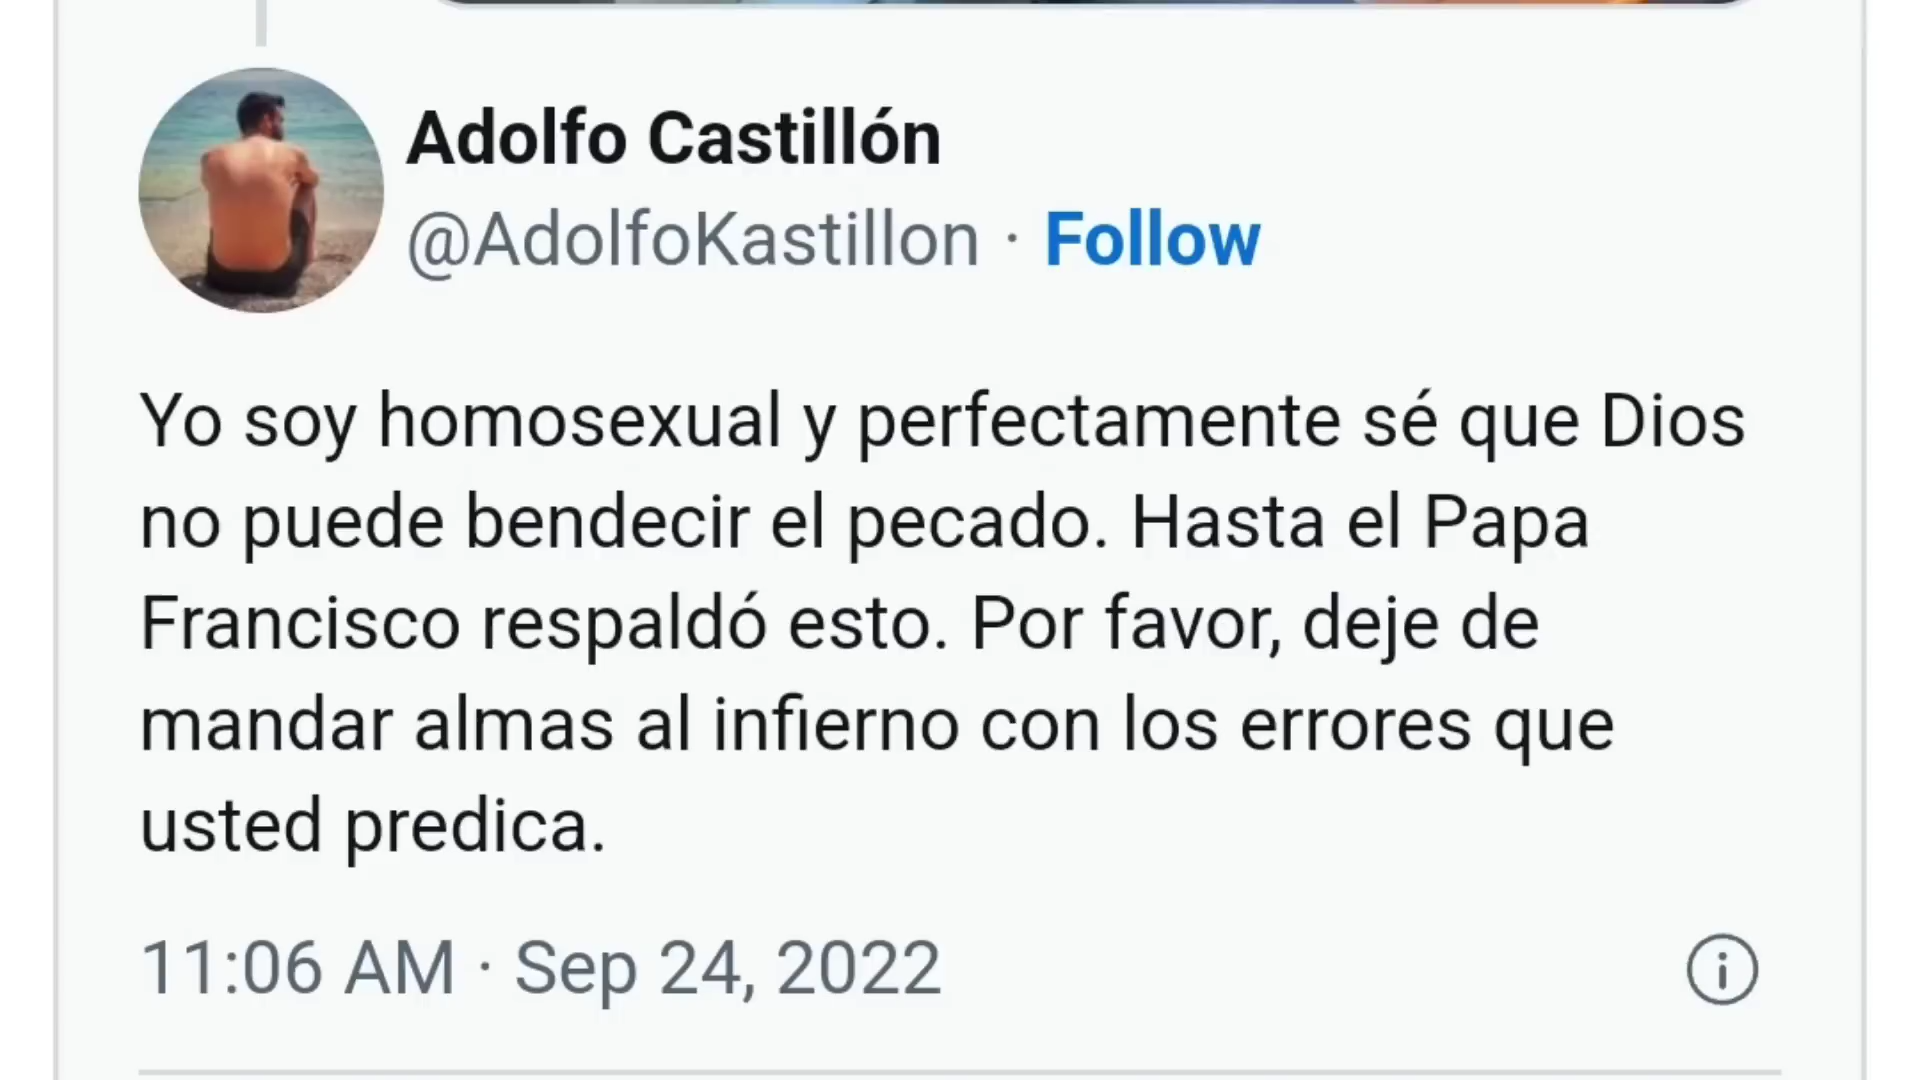 Adolfo Castillón
@AdolfoKastillon · Follow
Yo soy homosexual y perfectamente sé que Dios
no puede bendecir el pecado. Hasta el Papa
Francisco respaldó esto. Por favor, deje de
mandar almas al infierno con los errores que
usted predica.
11:06 AM · Sep 24, 2022